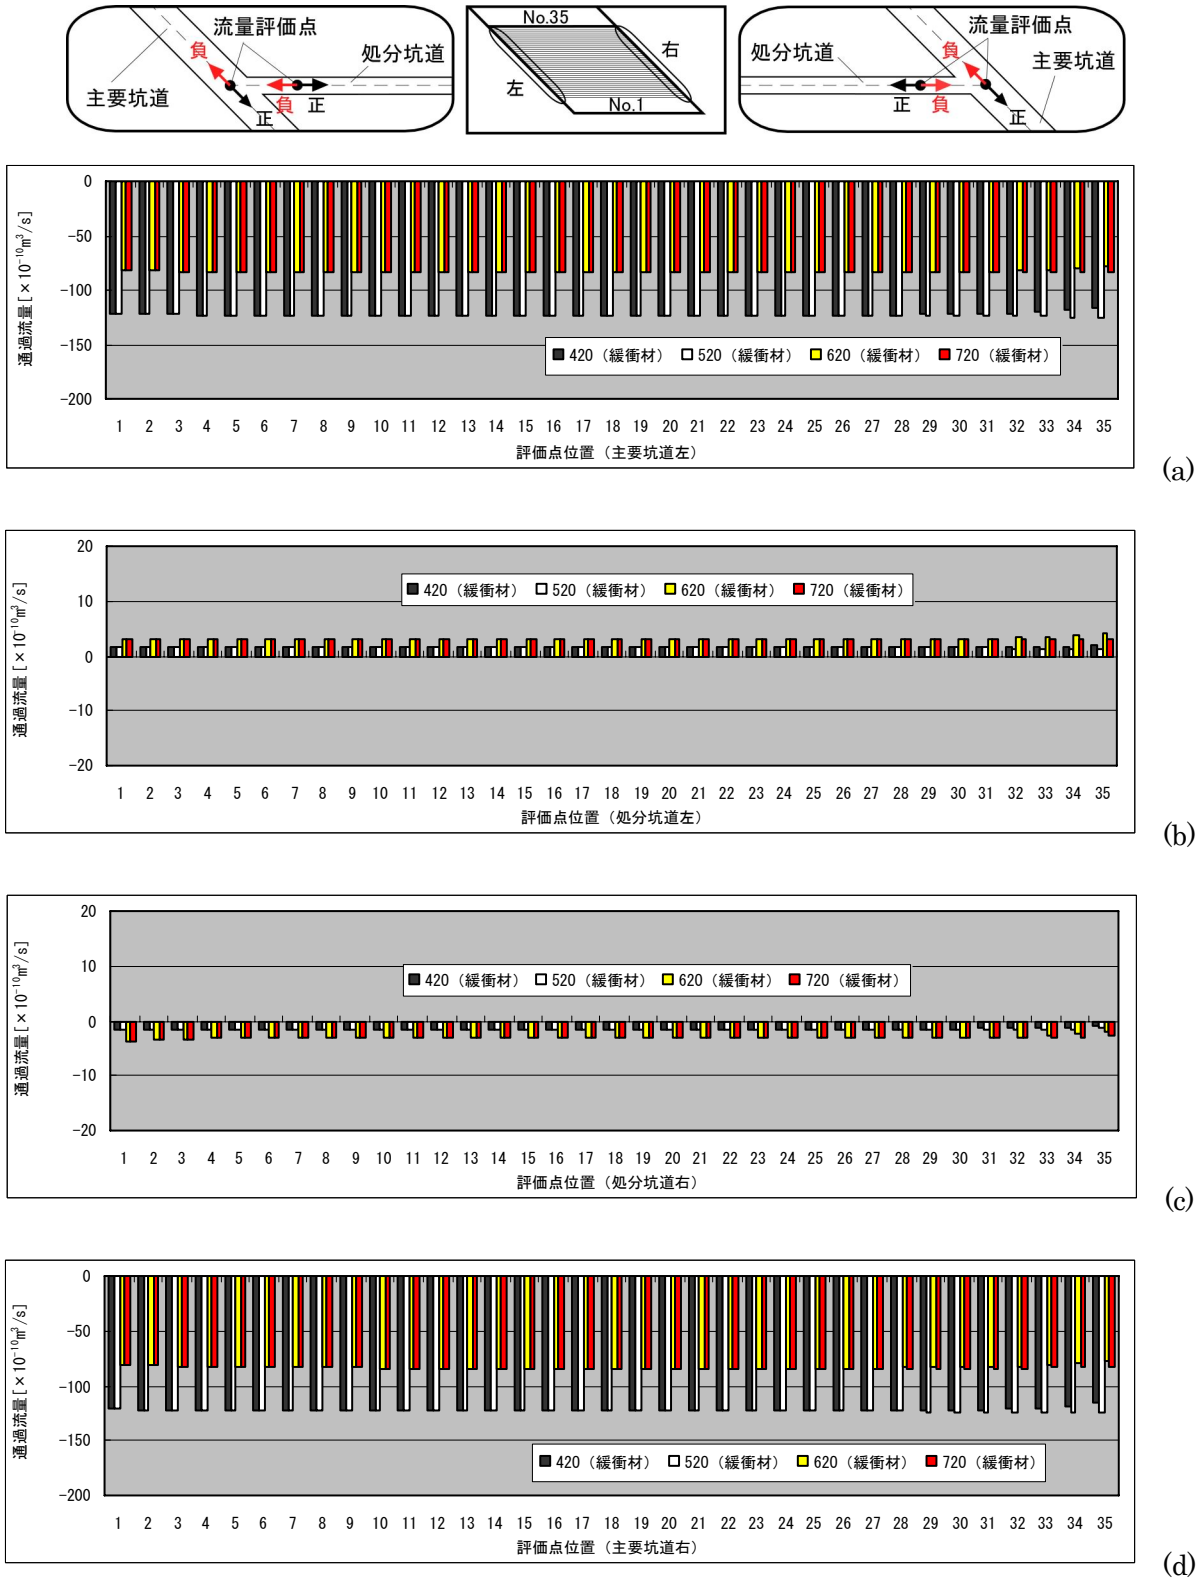 流量評価点
処分坑道
主要坑道
負
正
負
正
No.35
右
左
No.1
処分坑道
流量評価点
主要坑道
負
正
負
正
通過流量[×10⁻¹⁰m³/s]
0
-50
-100
-150
-200
420（緩衝材） 520（緩衝材） 620（緩衝材） 720（緩衝材）
1 2 3 4 5 6 7 8 9 10 11 12 13 14 15 16 17 18 19 20 21 22 23 24 25 26 27 28 29 30 31 32 33 34 35
評価点位置（主要坑道左）
(a)
通過流量[×10⁻¹⁰m³/s]
20
10
0
-10
-20
420（緩衝材） 520（緩衝材） 620（緩衝材） 720（緩衝材）
1 2 3 4 5 6 7 8 9 10 11 12 13 14 15 16 17 18 19 20 21 22 23 24 25 26 27 28 29 30 31 32 33 34 35
評価点位置（処分坑道左）
(b)
通過流量[×10⁻¹⁰m³/s]
20
10
0
-10
-20
420（緩衝材） 520（緩衝材） 620（緩衝材） 720（緩衝材）
1 2 3 4 5 6 7 8 9 10 11 12 13 14 15 16 17 18 19 20 21 22 23 24 25 26 27 28 29 30 31 32 33 34 35
評価点位置（処分坑道右）
(c)
通過流量[×10⁻¹⁰m³/s]
0
-50
-100
-150
-200
420（緩衝材） 520（緩衝材） 620（緩衝材） 720（緩衝材）
1 2 3 4 5 6 7 8 9 10 11 12 13 14 15 16 17 18 19 20 21 22 23 24 25 26 27 28 29 30 31 32 33 34 35
評価点位置（主要坑道右）
(d)